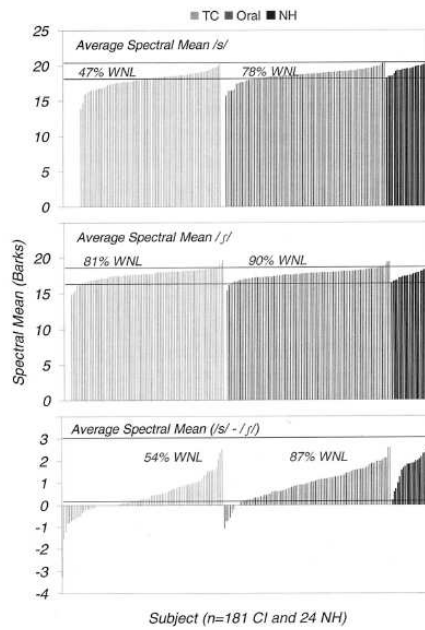 TC Oral NH
25
Average Spectral Mean /s/
20
47% WNL 78% WNL
15
10
5
0
Average Spectral Mean /ʃ/
20
81% WNL 90% WNL
15
10
5
0
Average Spectral Mean (/s/ - /ʃ/)
3
54% WNL 87% WNL
2
1
0
-1
-2
-3
-4
Spectral Mean (Barks)
Subject (n=181 CI and 24 NH)